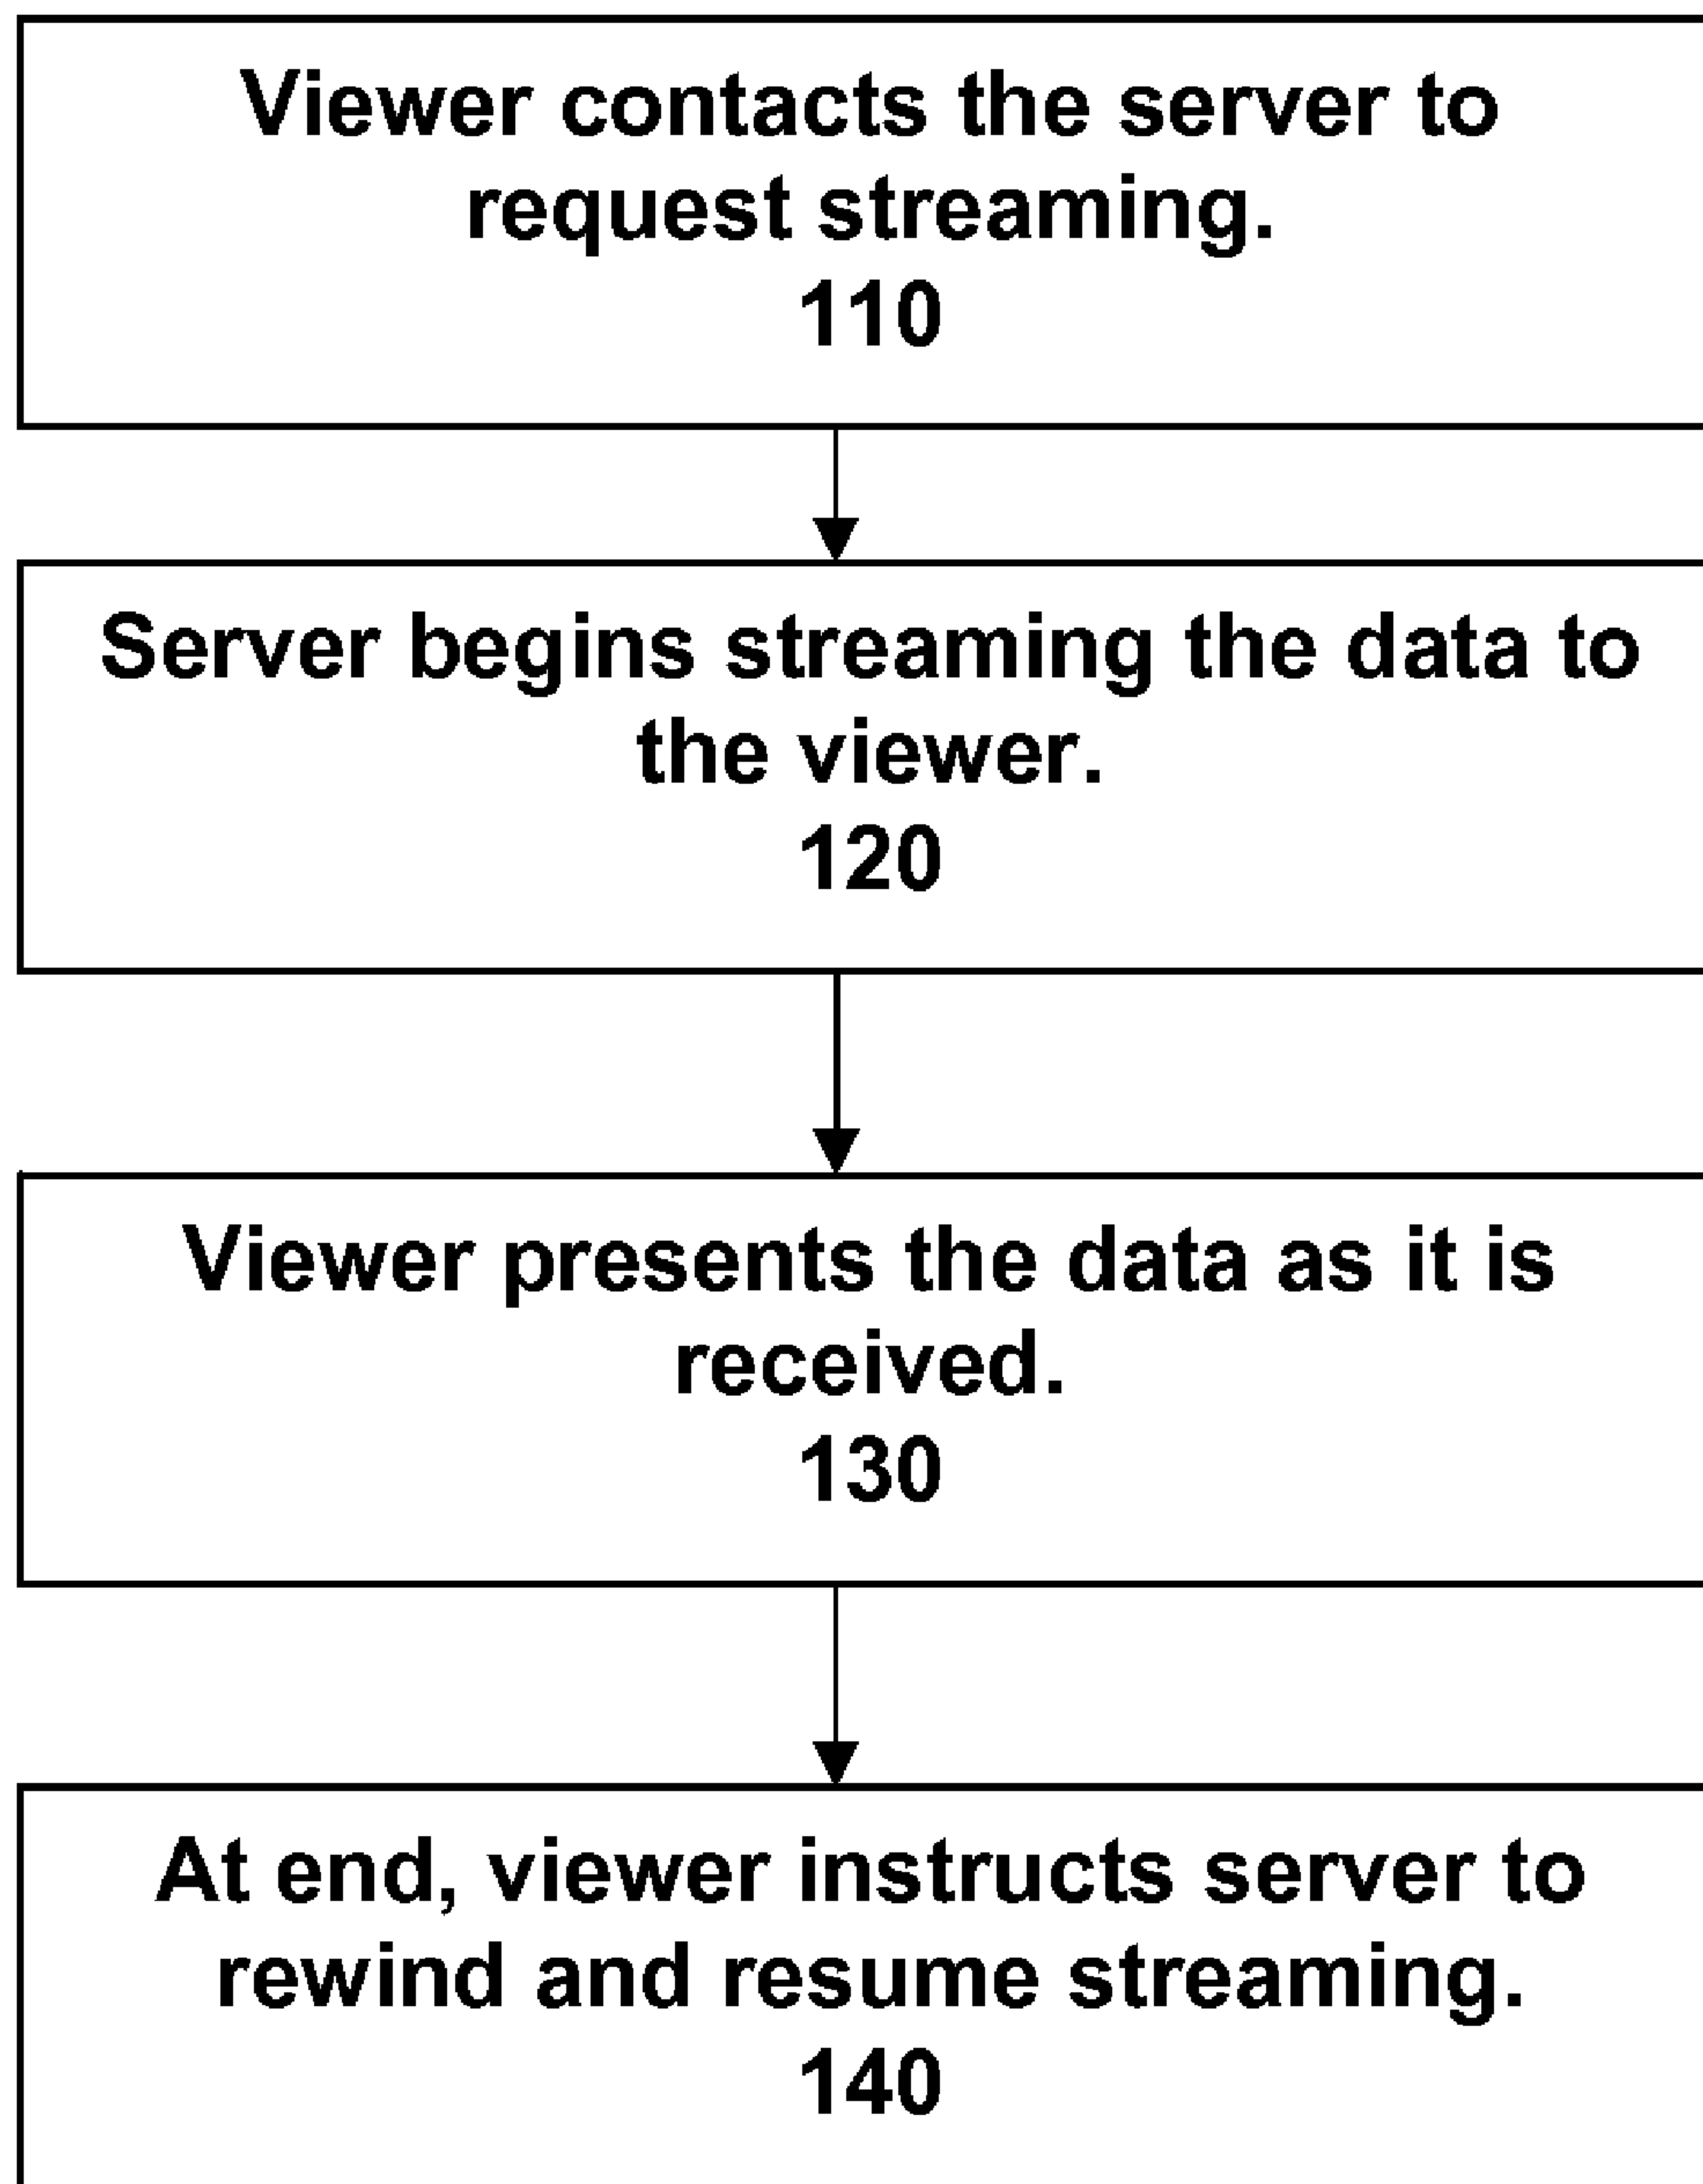 Viewer contacts the server to
request streaming.
110
Server begins streaming the data to
the viewer.
120
Viewer presents the data as it is
received.
130
At end, viewer instructs server to
rewind and resume streaming.
140